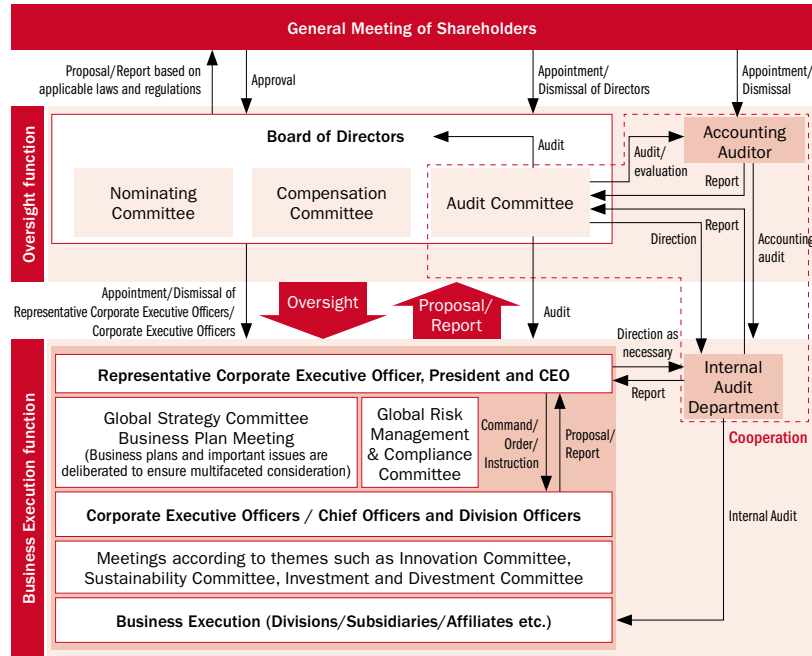 General Meeting of Shareholders
Proposal/Report based on
applicable laws and regulations
Approval
Appointment/
Dismissal of Directors
Appointment/
Dismissal
Oversight function
Board of Directors
Audit
Accounting
Auditor
Audit/
evaluation
Nominating
Committee
Compensation
Committee
Audit Committee
Report
Report
Direction
Accounting
audit
Appointment/Dismissal of
Representative Corporate Executive Officers/
Corporate Executive Officers
Oversight
Proposal/
Report
Audit
Direction as
necessary
Business Execution function
Representative Corporate Executive Officer, President and CEO
Report
Internal
Audit
Department
Cooperation
Global Strategy Committee
Business Plan Meeting
(Business plans and important issues are
deliberated to ensure multifaceted consideration)
Global Risk
Management
& Compliance
Committee
Command/
Order/
Instruction
Proposal/
Report
Corporate Executive Officers / Chief Officers and Division Officers
Internal Audit
Meetings according to themes such as Innovation Committee,
Sustainability Committee, Investment and Divestment Committee
Business Execution (Divisions/Subsidiaries/Affiliates etc.)